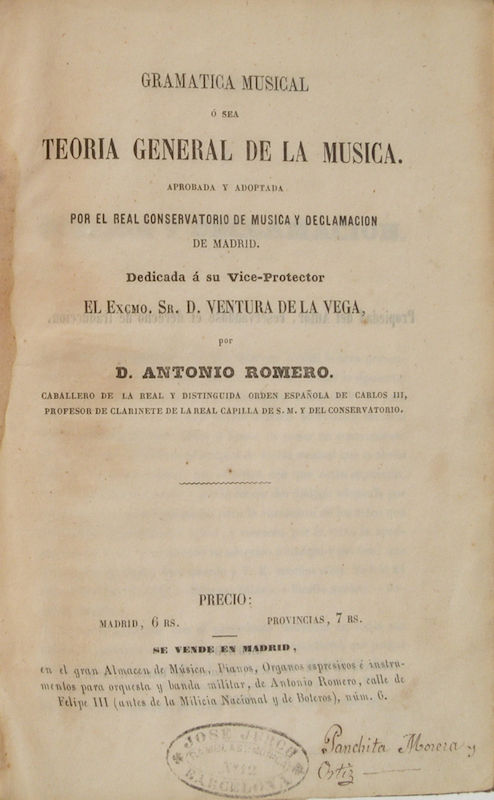 GRAMATICA MUSICAL
Ó SEA
TEORIA GENERAL DE LA MUSICA.
APROBADA Y ADOPTADA
POR EL REAL CONSERVATORIO DE MUSICA Y DECLAMACION
DE MADRID.
Dedicada á su Vice-Protector
EL EXCMO. SR. D. VENTURA DE LA VEGA,
por
D. ANTONIO ROMERO.
CABALLERO DE LA REAL Y DISTINGUIDA ORDEN ESPAÑOLA DE CARLOS III,
PROFESOR DE CLARINETE DE LA REAL CAPILLA DE S. M. Y DEL CONSERVATORIO.
PRECIO:
MADRID, 6 RS. PROVINCIAS, 7 RS.
SE VENDE EN MADRID,
en el gran Almacen de Música, Pianos, Organos espresivos é instru-
mentos para orquesta y banda militar, de Antonio Romero, calle de
Felipe III (antes de la Milicia Nacional y de Boteros), núm. 6.
JOSÉ
BARCELONA
Panchita Morera y
Ortiz